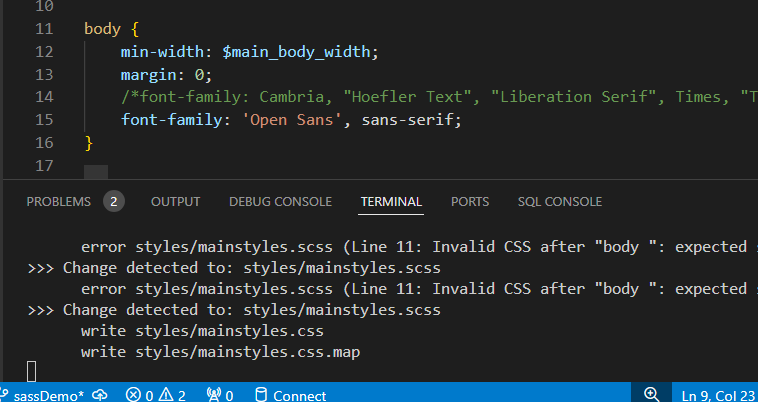 10
11 body {
12 min-width: $main_body_width;
13 margin: 0;
14 /*font-family: Cambria, "Hoefler Text", "Liberation Serif", Times, "T
15 font-family: 'Open Sans', sans-serif;
16 }
17
PROBLEMS 2 OUTPUT DEBUG CONSOLE TERMINAL PORTS SQL CONSOLE
error styles/mainstyles.scss (Line 11: Invalid CSS after "body ": expected
>>> Change detected to: styles/mainstyles.scss
error styles/mainstyles.scss (Line 11: Invalid CSS after "body ": expected
>>> Change detected to: styles/mainstyles.scss
write styles/mainstyles.css
write styles/mainstyles.css.map
sassDemo* 0 2 0 Connect Ln 9, Col 23